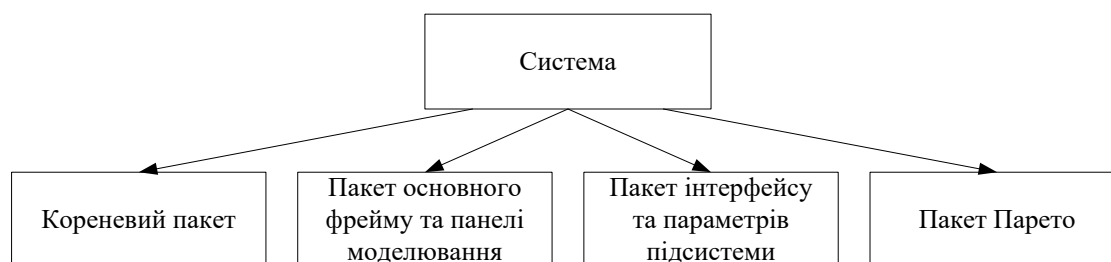 Система
Кореневий пакет
Пакет основного
фрейму та панелі
моделювання
Пакет інтерфейсу
та параметрів
підсистеми
Пакет Парето